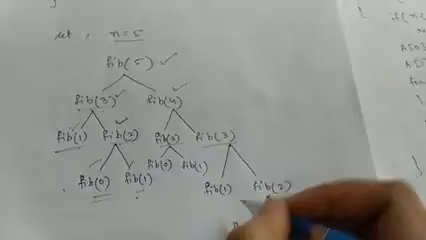 let , n=5
fib(5) ✓
fib(3) ✓ fib(4)
fib(1) fib(2) fib(2) fib(3)
fib(0) fib(1)
fib(0) fib(1) fib(1) fib(2)